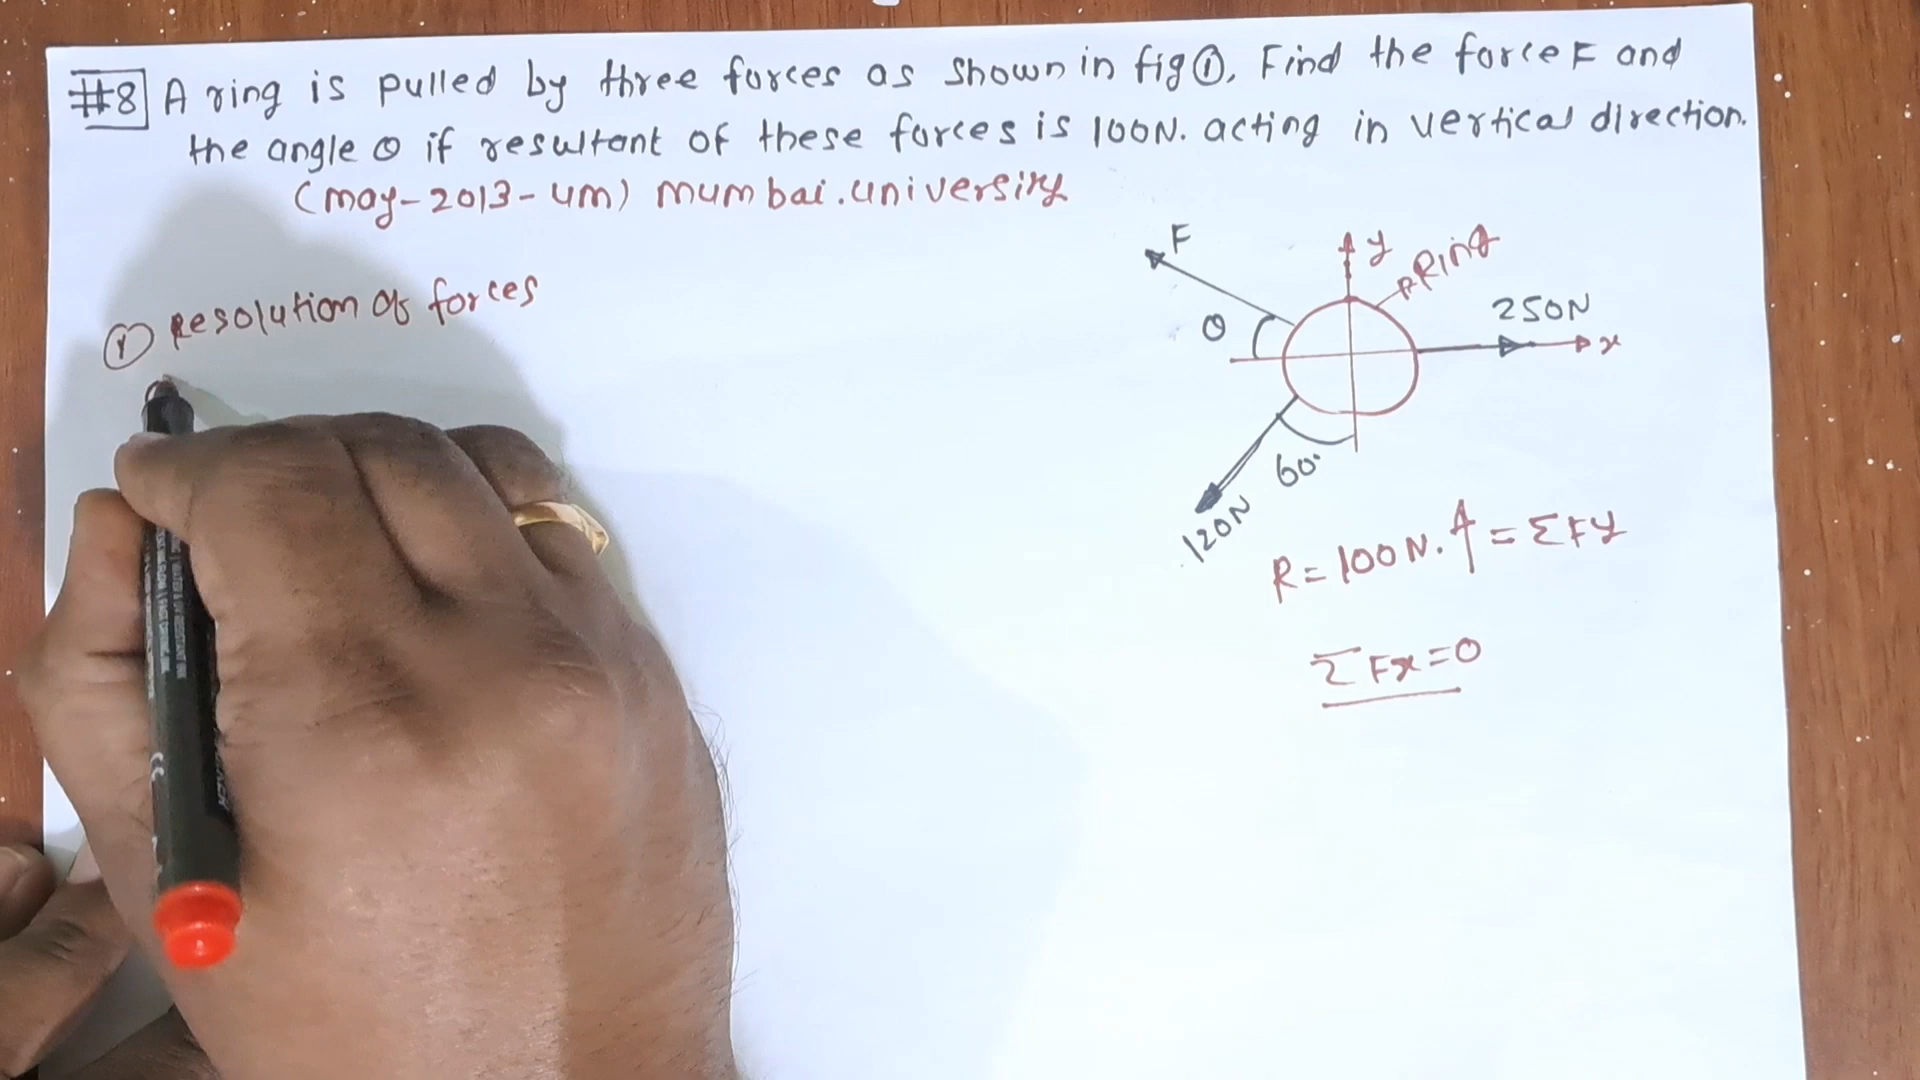 #8 A ring is pulled by three forces as shown in fig ①, Find the force F and
the angle θ if resultant of these forces is 100N. acting in vertical direction.
(may-2013-4m) mumbai.university
① Resolution of forces
F
y
Ring
θ
250N
x
60°
120N
R = 100N.↑ = ΣFY
ΣFx=0